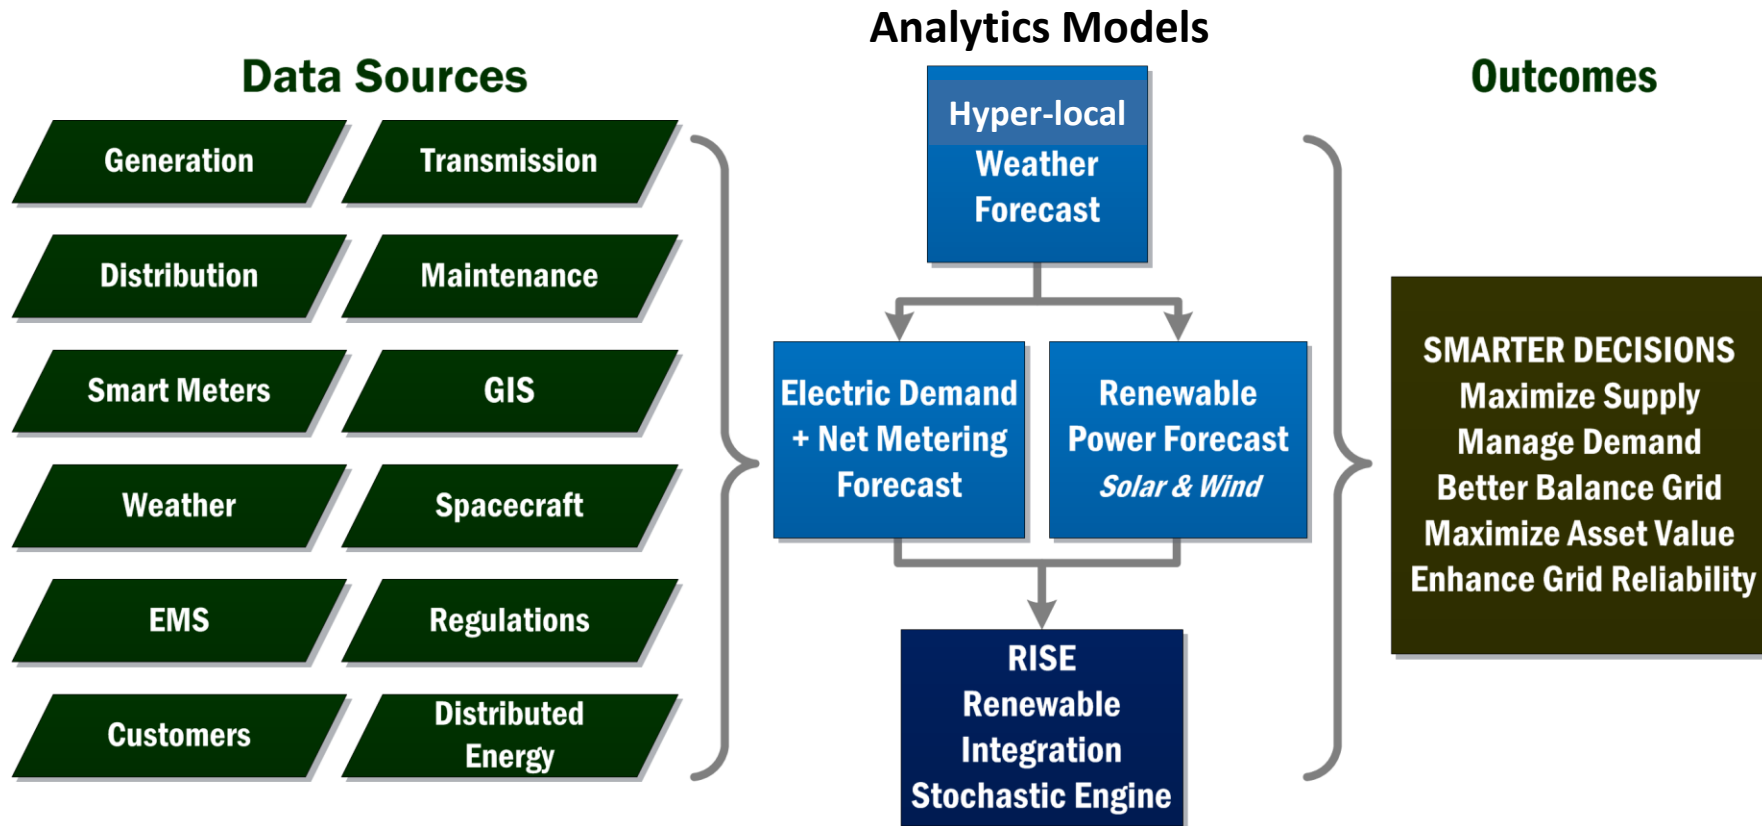 Analytics Models
Data Sources
Outcomes
Generation
Transmission
Distribution
Maintenance
Smart Meters
GIS
Weather
Spacecraft
EMS
Regulations
Customers
Distributed
Energy
Hyper-local
Weather
Forecast
Electric Demand
+ Net Metering
Forecast
Renewable
Power Forecast
Solar & Wind
RISE
Renewable
Integration
Stochastic Engine
SMARTER DECISIONS
Maximize Supply
Manage Demand
Better Balance Grid
Maximize Asset Value
Enhance Grid Reliability